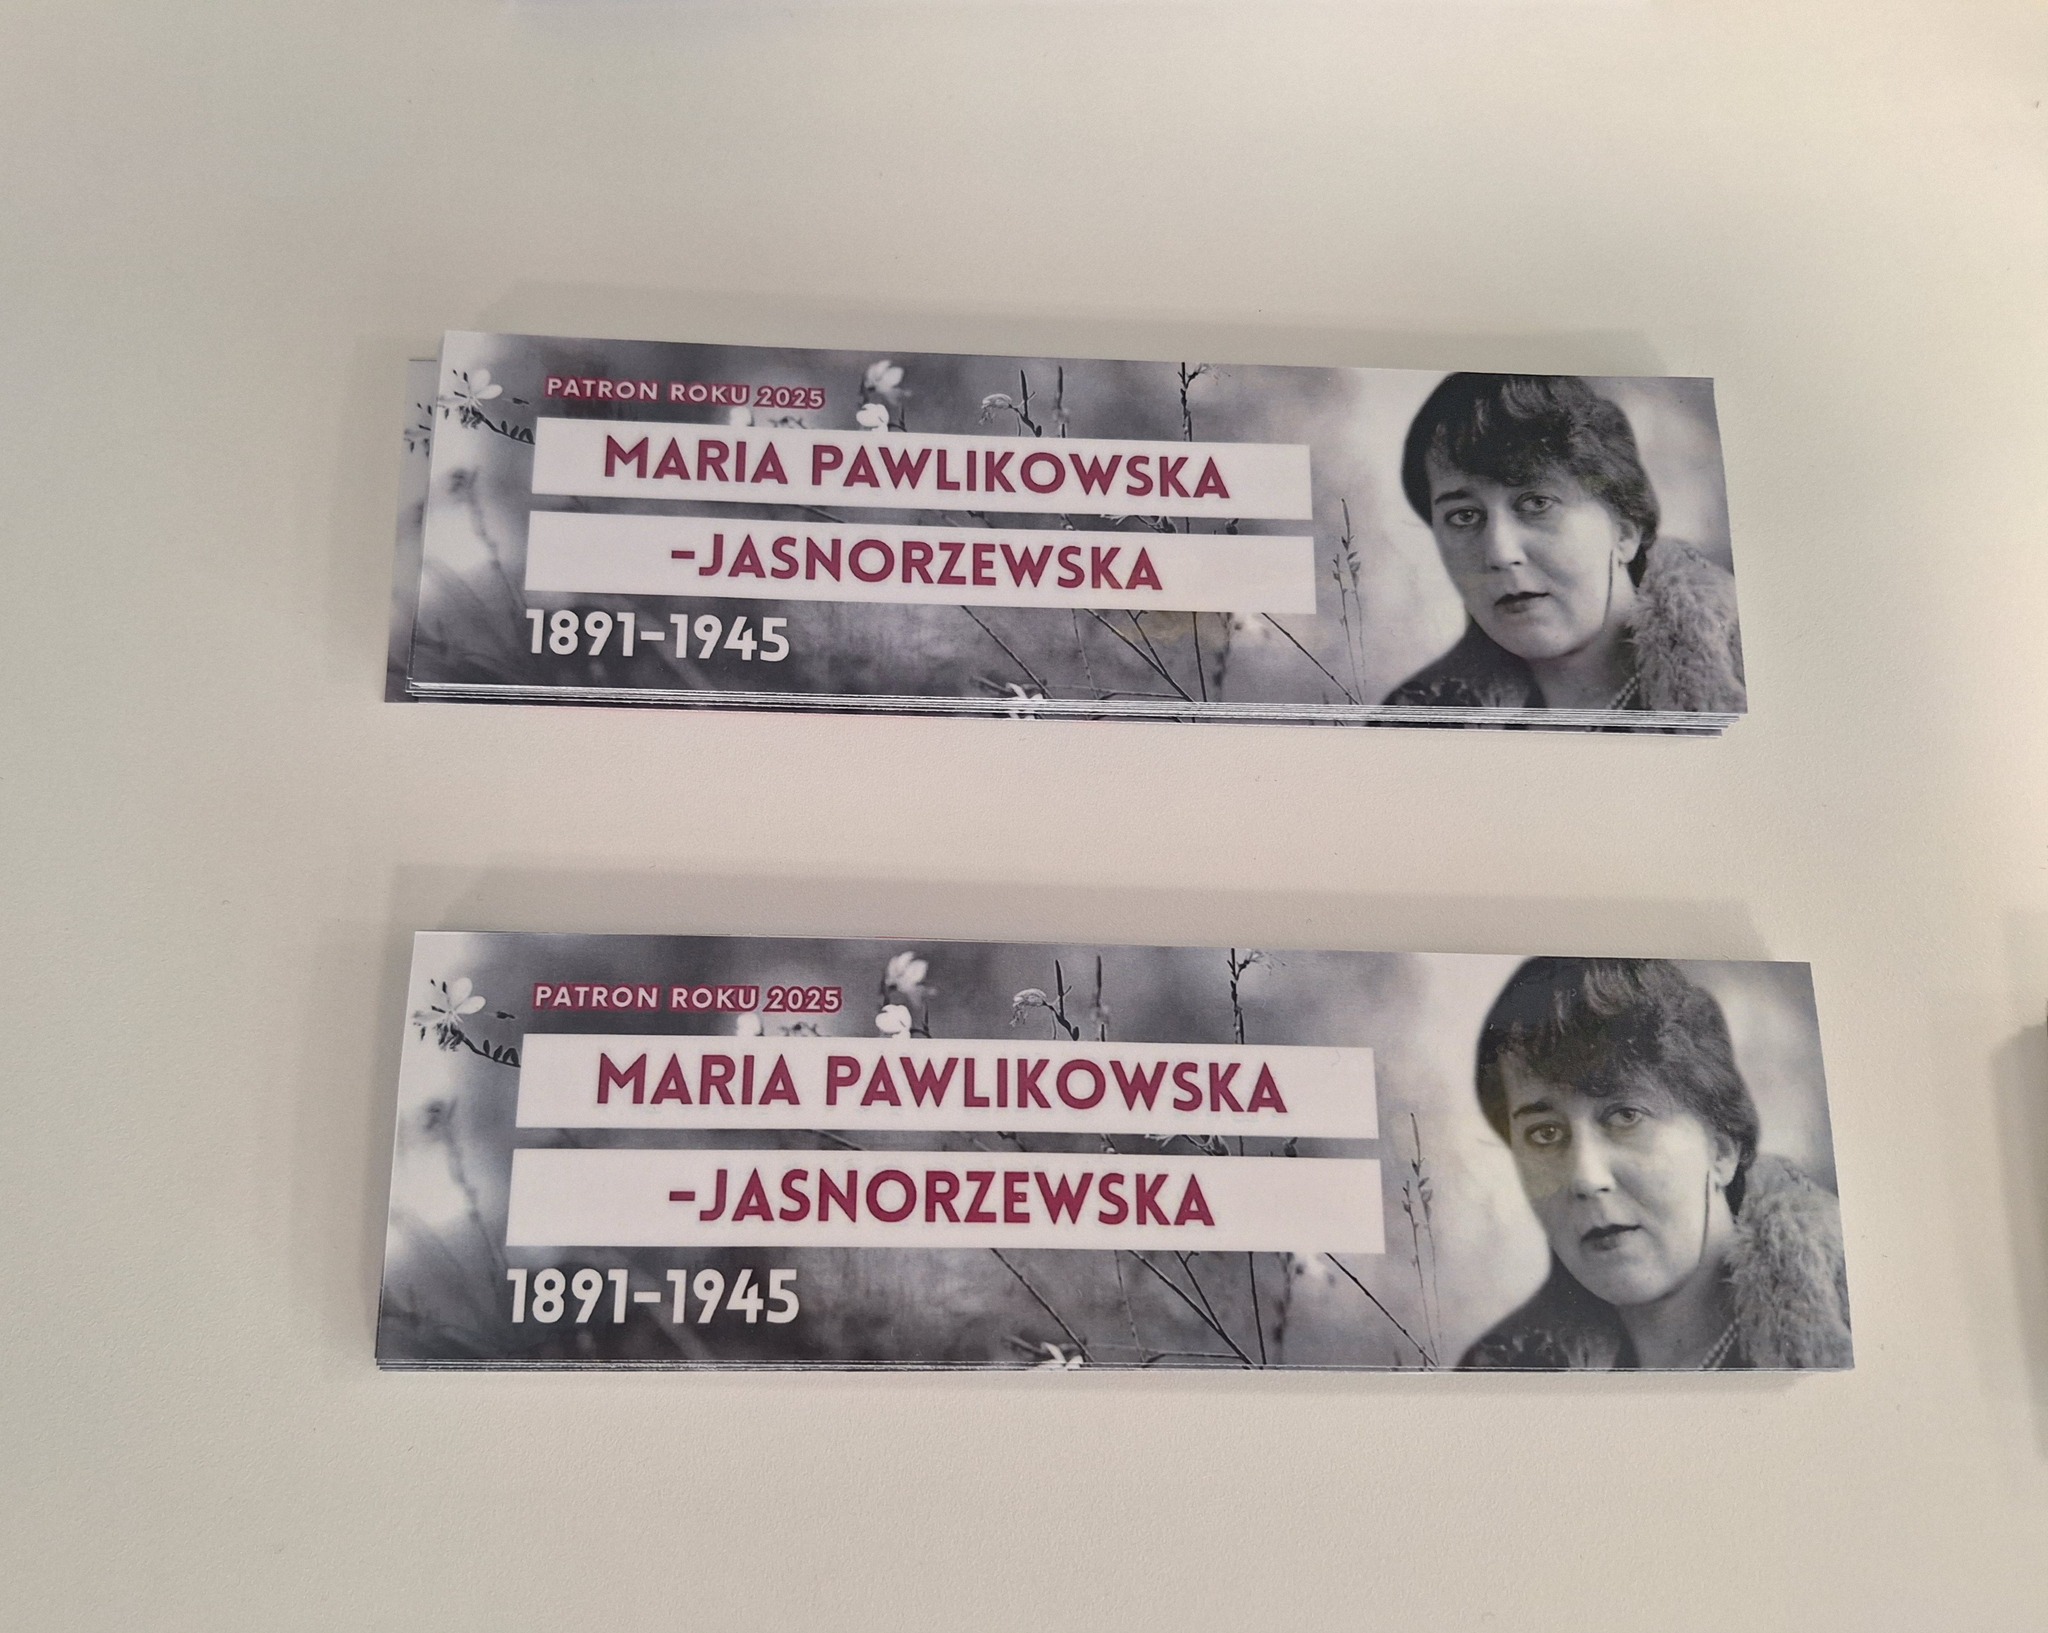 PATRON ROKU 2025
MARIA PAWLIKOWSKA
-JASNORZEWSKA
1891-1945
PATRON ROKU 2025
MARIA PAWLIKOWSKA
-JASNORZEWSKA
1891-1945